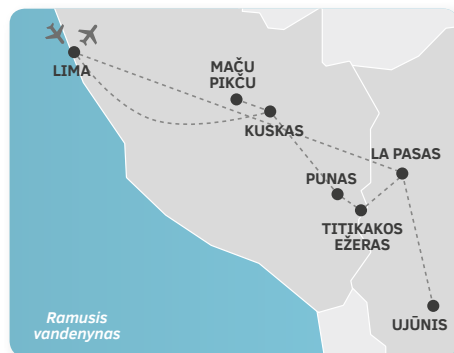 LIMA
MAČU
PIKČU
KUSKAS
LA PASAS
PUNAS
TITIKAKOS
EŽERAS
UJŪNIS
Ramusis
vandenynas